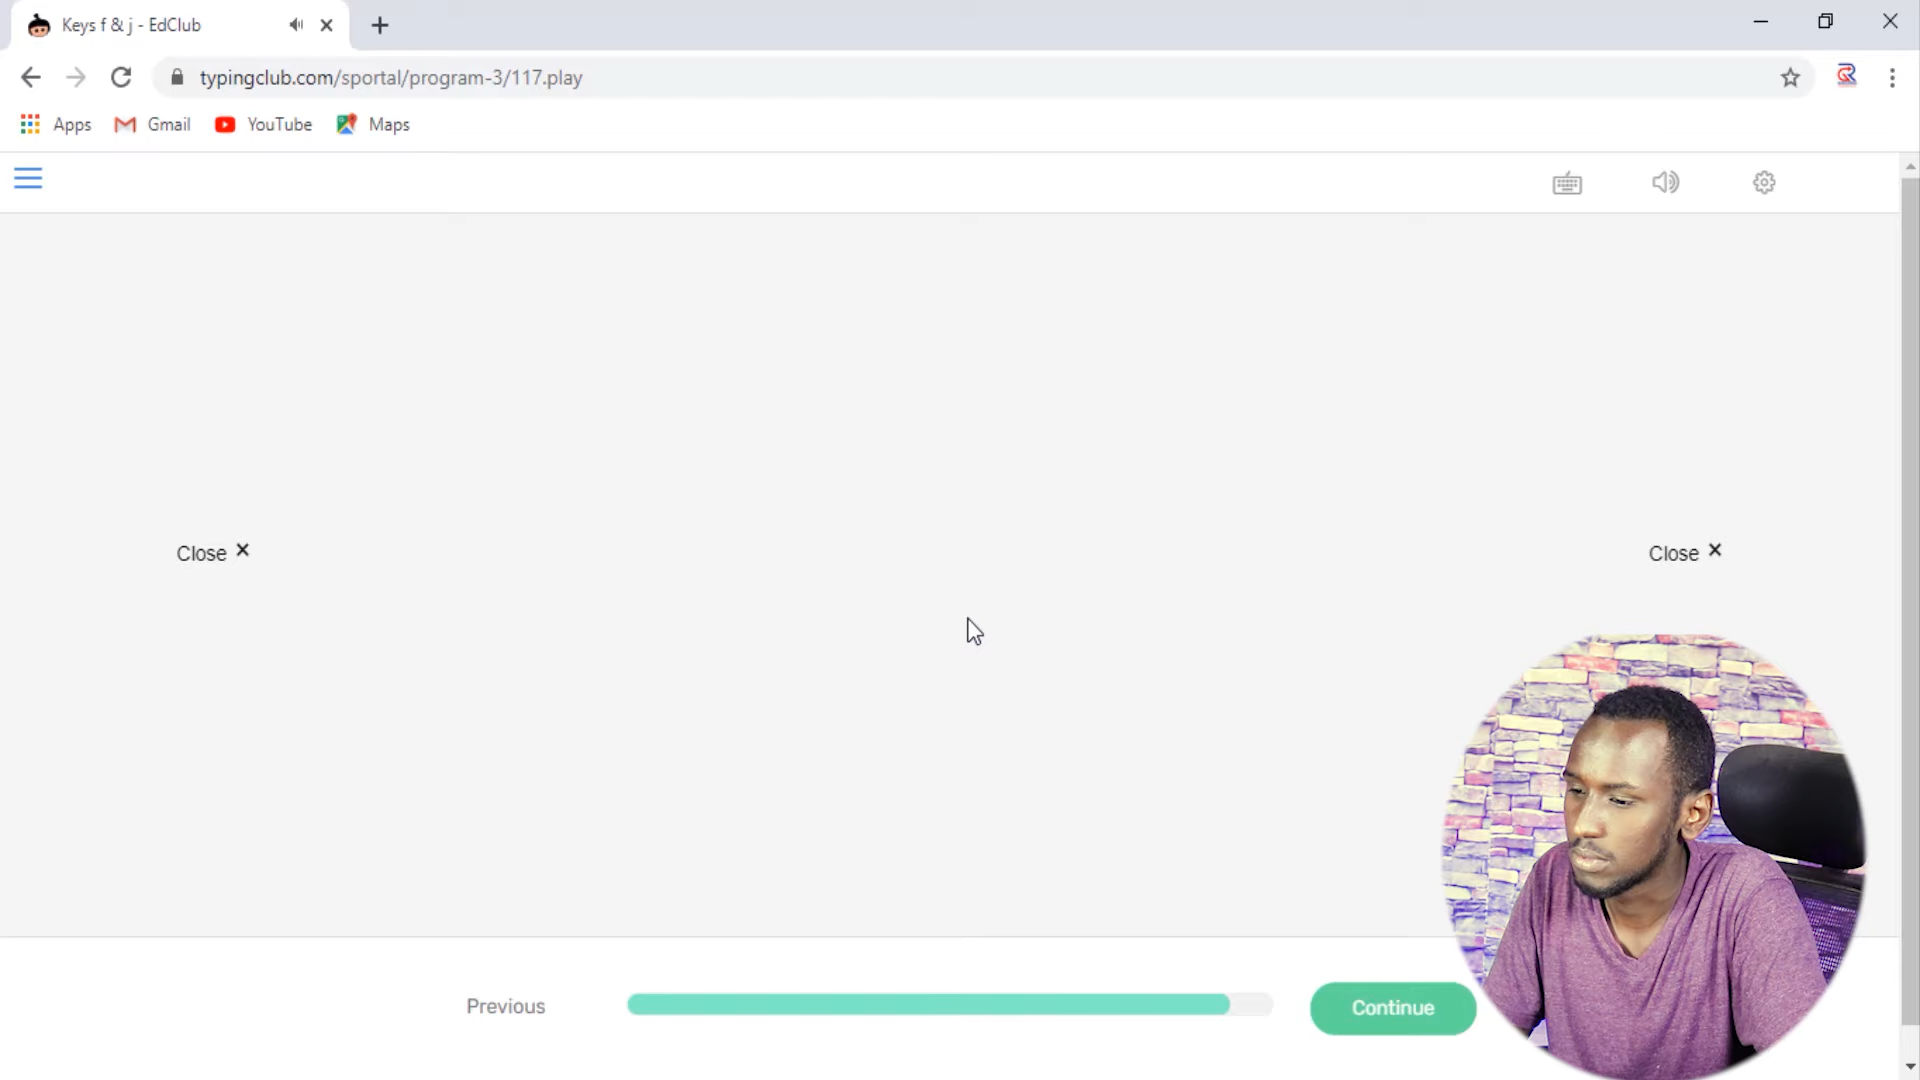 Keys f & j - EdClub
typingclub.com/sportal/program-3/117.play
Apps Gmail YouTube Maps
Close × Close ×
Previous Continue